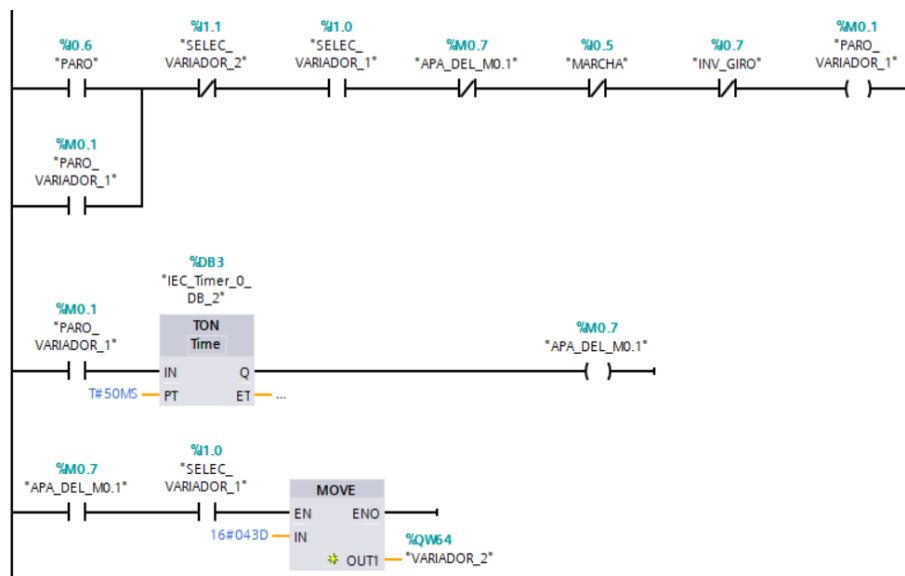 %I0.6
"PARO"
%I1.1
"SELEC_
VARIADOR_2"
%I1.0
"SELEC_
VARIADOR_1"
%M0.7
"APA_DEL_M0.1"
%I0.5
"MARCHA"
%I0.7
"INV_GIRO"
%M0.1
"PARO_
VARIADOR_1"
%M0.1
"PARO_
VARIADOR_1"
%DB3
"IEC_Timer_0_
DB_2"
%M0.1
"PARO_
VARIADOR_1"
TON
Time
IN Q
T#50MS PT ET ...
%M0.7
"APA_DEL_M0.1"
%M0.7
"APA_DEL_M0.1"
%I1.0
"SELEC_
VARIADOR_1"
MOVE
EN ENO
16#043D IN
OUT1
%QW64
"VARIADOR_2"